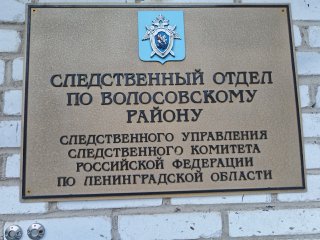 СЛЕДСТВЕННЫЙ ОТДЕЛ
ПО ВОЛОСОВСКОМУ
РАЙОНУ
СЛЕДСТВЕННОГО УПРАВЛЕНИЯ
СЛЕДСТВЕННОГО КОМИТЕТА
РОССИЙСКОЙ ФЕДЕРАЦИИ
ПО ЛЕНИНГРАДСКОЙ ОБЛАСТИ